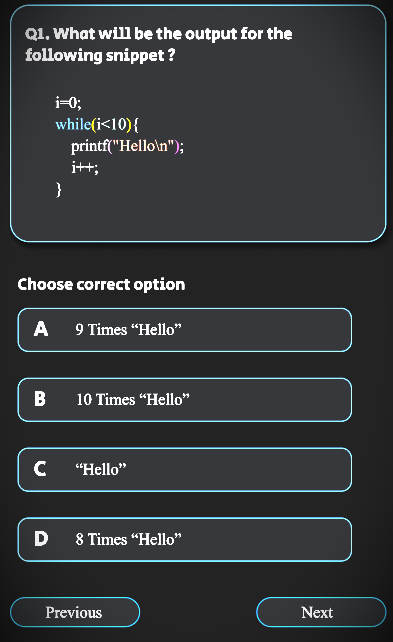 Q1. What will be the output for the
following snippet ?
i=0;
while(i<10){
printf("Hello\n");
i++;
}
Choose correct option
A 9 Times “Hello”
B 10 Times “Hello”
C “Hello”
D 8 Times “Hello”
Previous Next